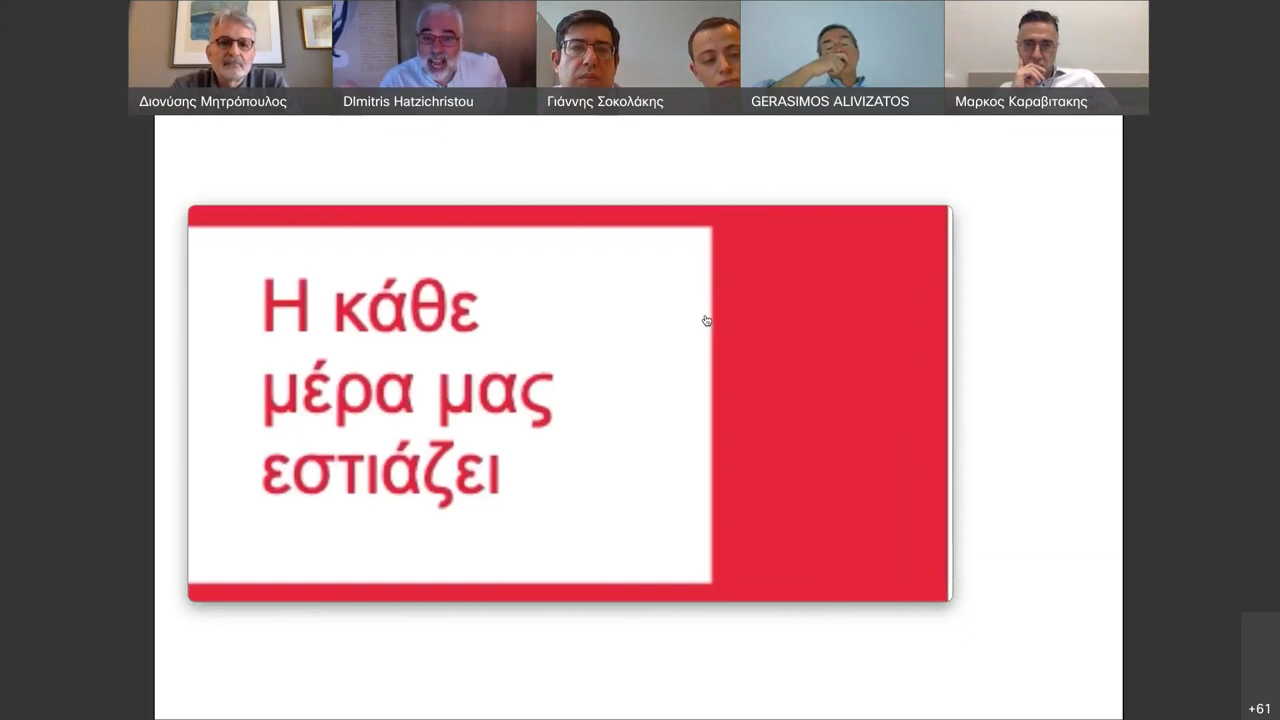 Διονύσης Μητρόπουλος
DImitris Hatzichristou
Γιάννης Σοκολάκης
GERASIMOS ALIVIZATOS
Μαρκος Καραβιτακης
Η κάθε
μέρα μας
εστιάζει
+61